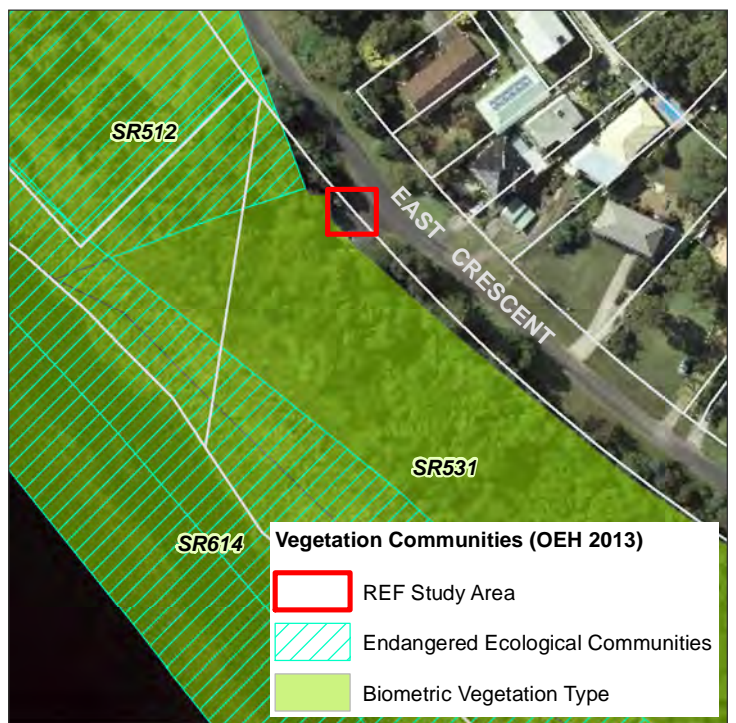 SR512
EAST CRESCENT
SR531
SR614
Vegetation Communities (OEH 2013)
REF Study Area
Endangered Ecological Communities
Biometric Vegetation Type